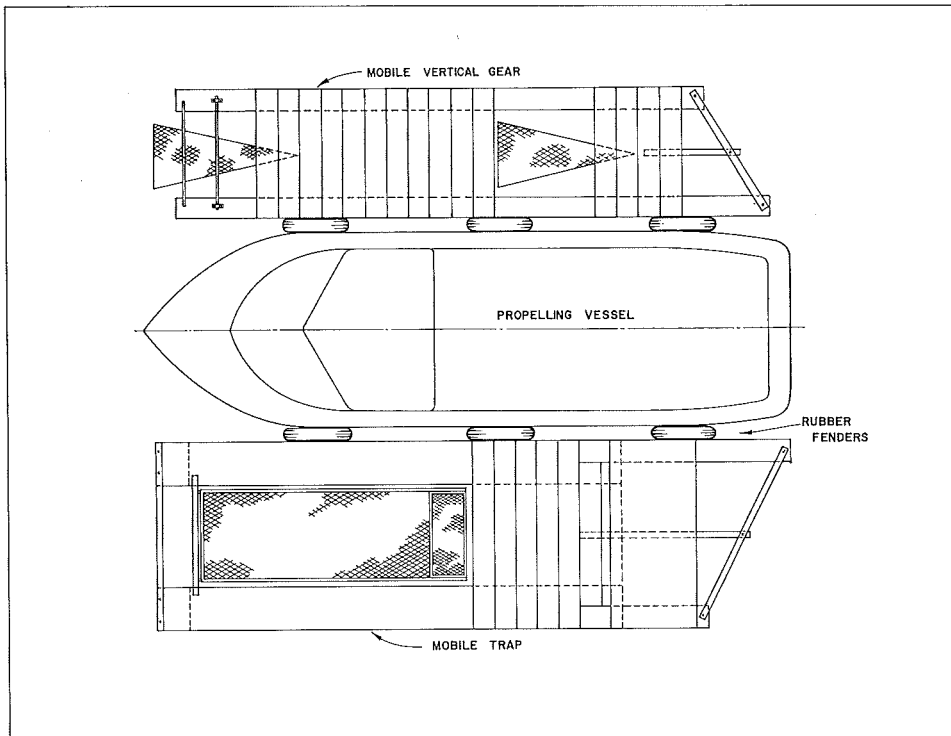 MOBILE VERTICAL GEAR
PROPELLING VESSEL
RUBBER
FENDERS
MOBILE TRAP